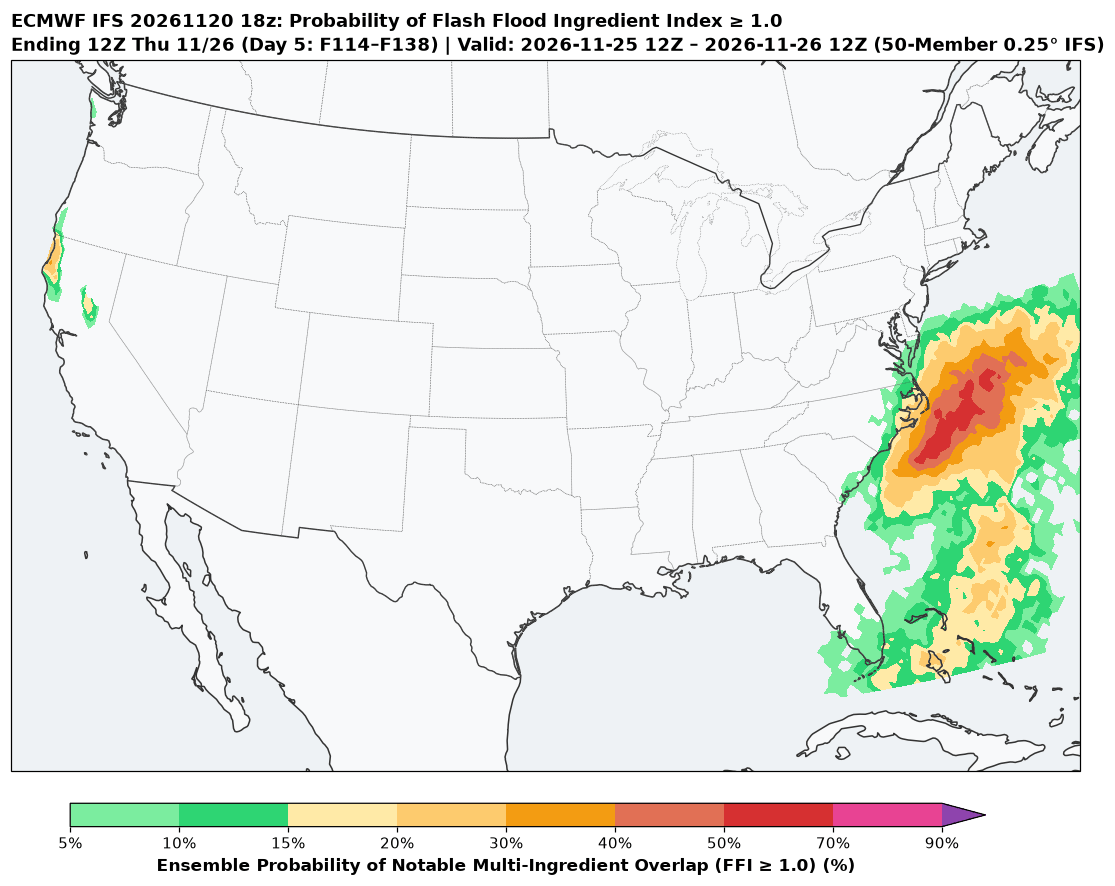 ECMWF IFS 20261120 18z: Probability of Flash Flood Ingredient Index ≥ 1.0
Ending 12Z Thu 11/26 (Day 5: F114–F138) | Valid: 2026-11-25 12Z – 2026-11-26 12Z (50-Member 0.25° IFS)
5% 10% 15% 20% 30% 40% 50% 70% 90%
Ensemble Probability of Notable Multi-Ingredient Overlap (FFI ≥ 1.0) (%)